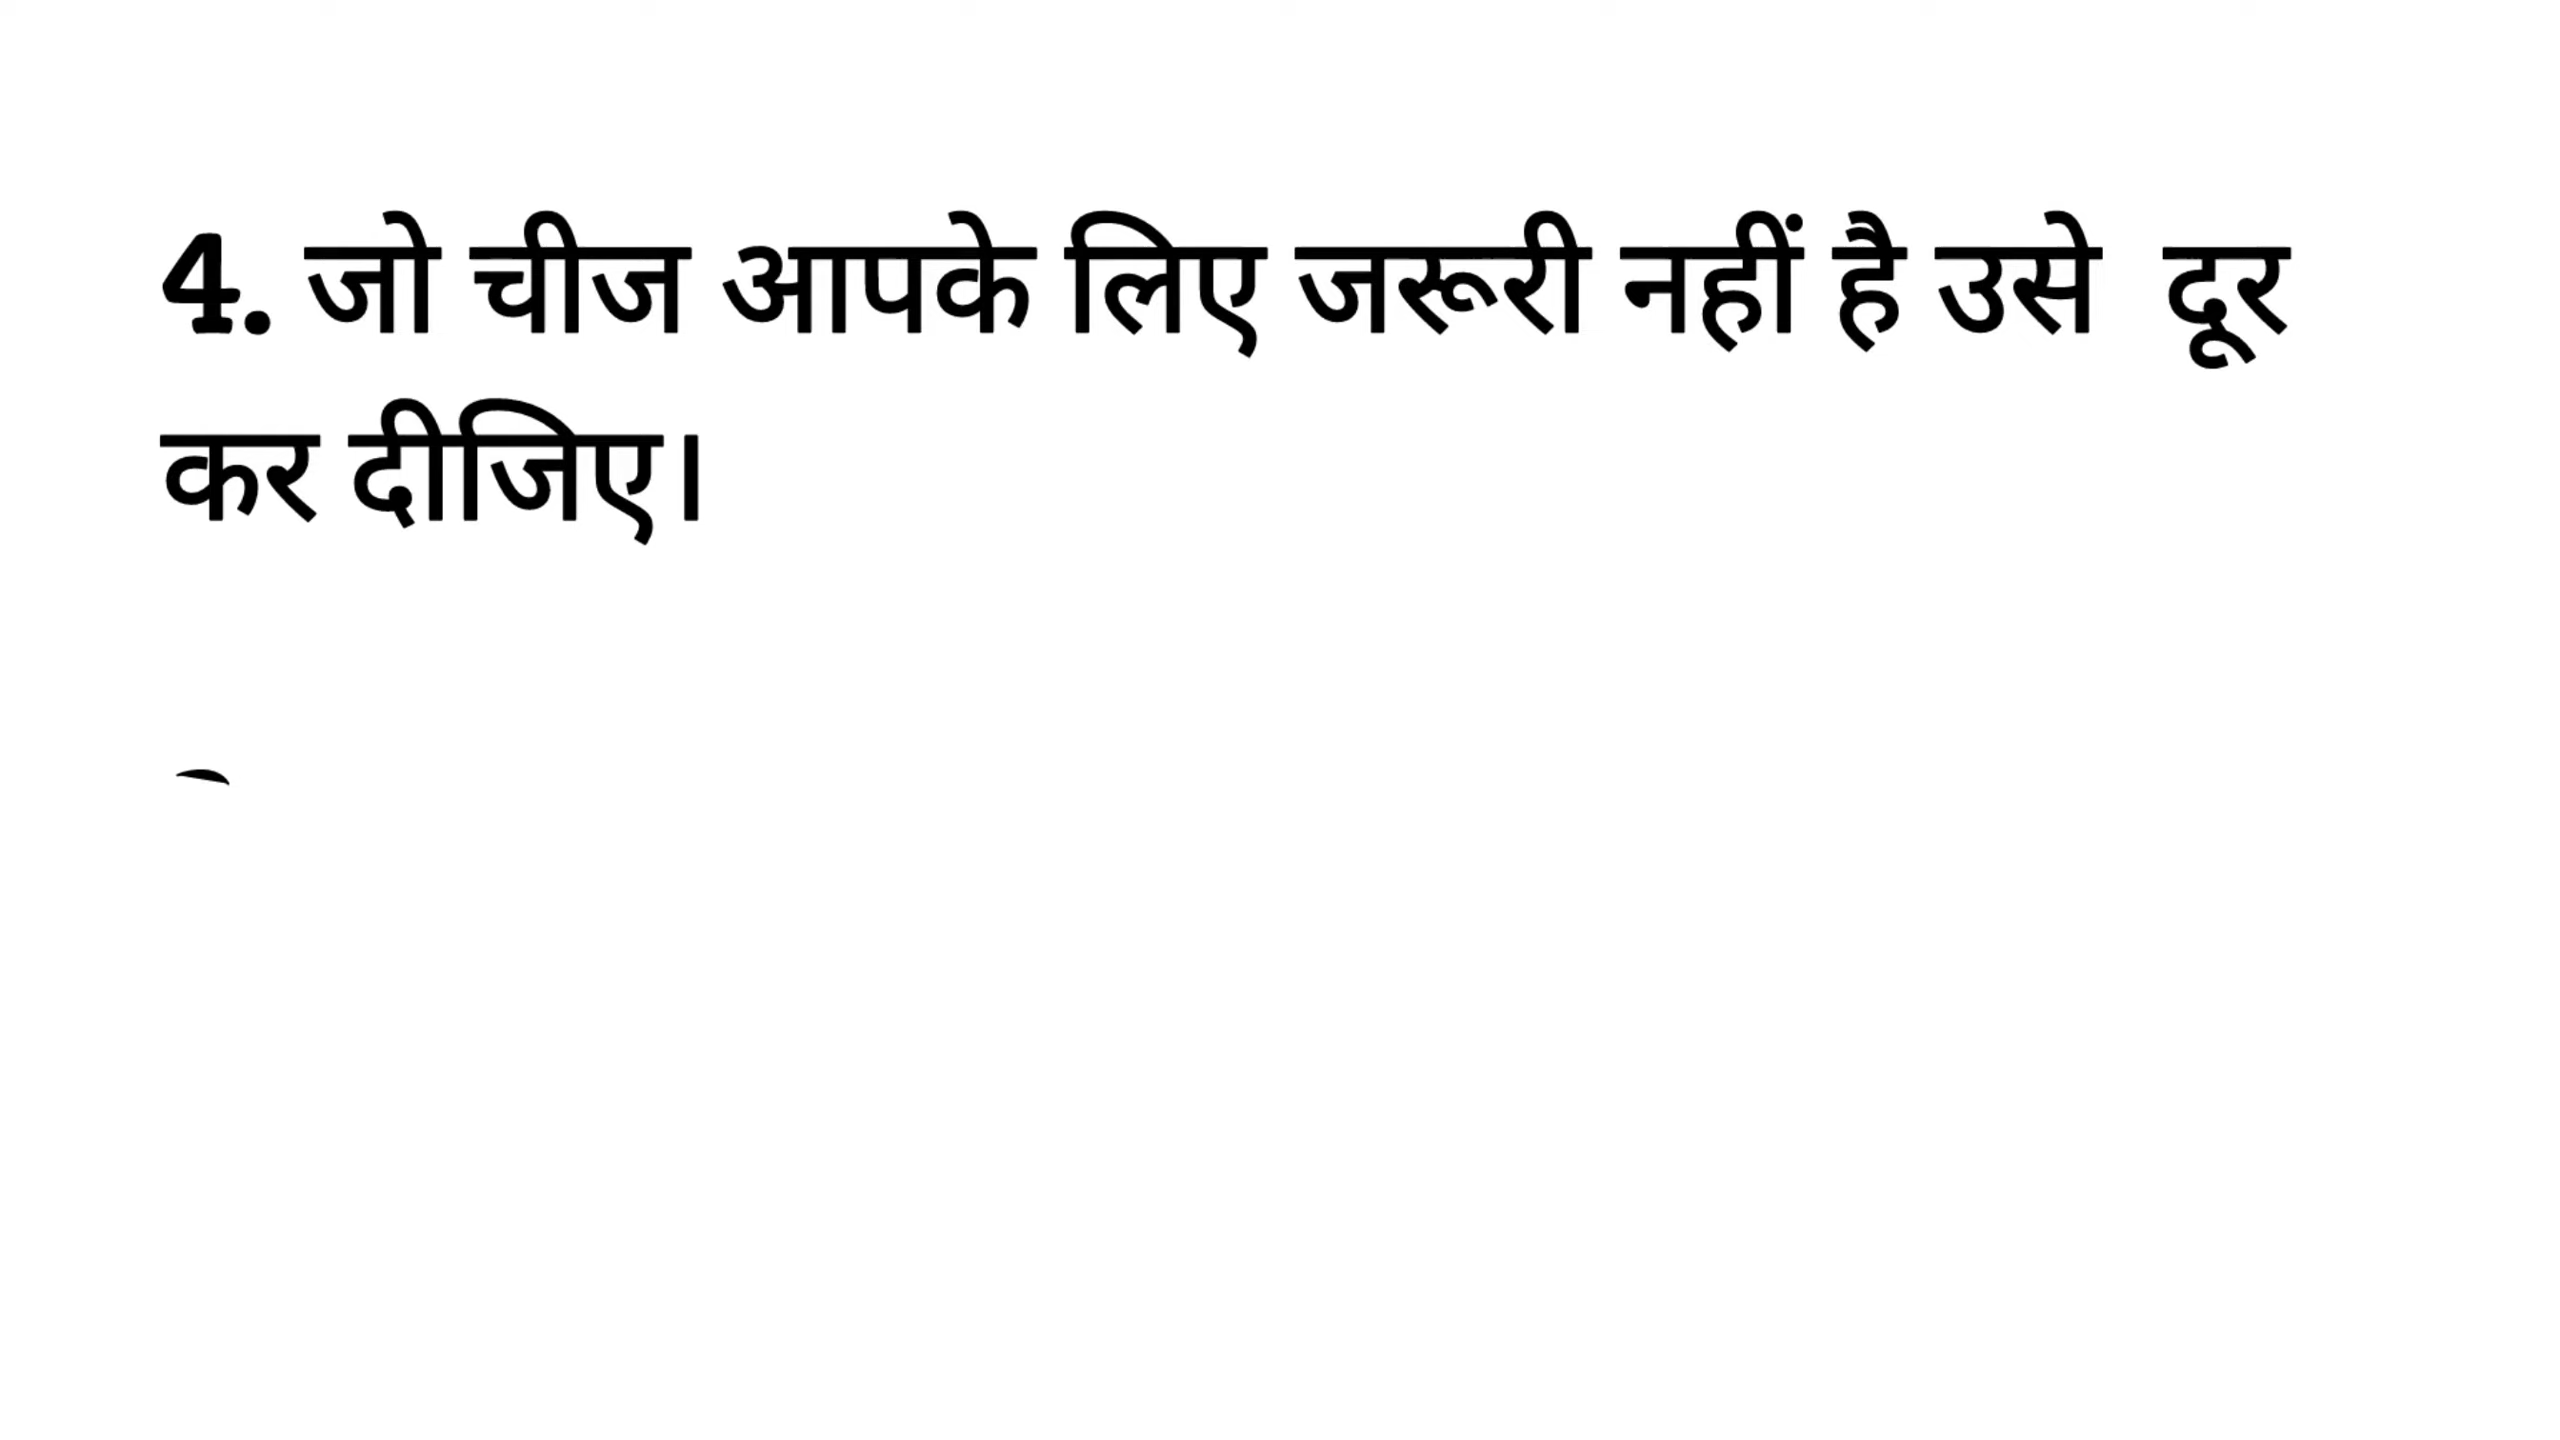 4. जो चीज आपके लिए जरूरी नहीं है उसे  दूर
कर दीजिए।